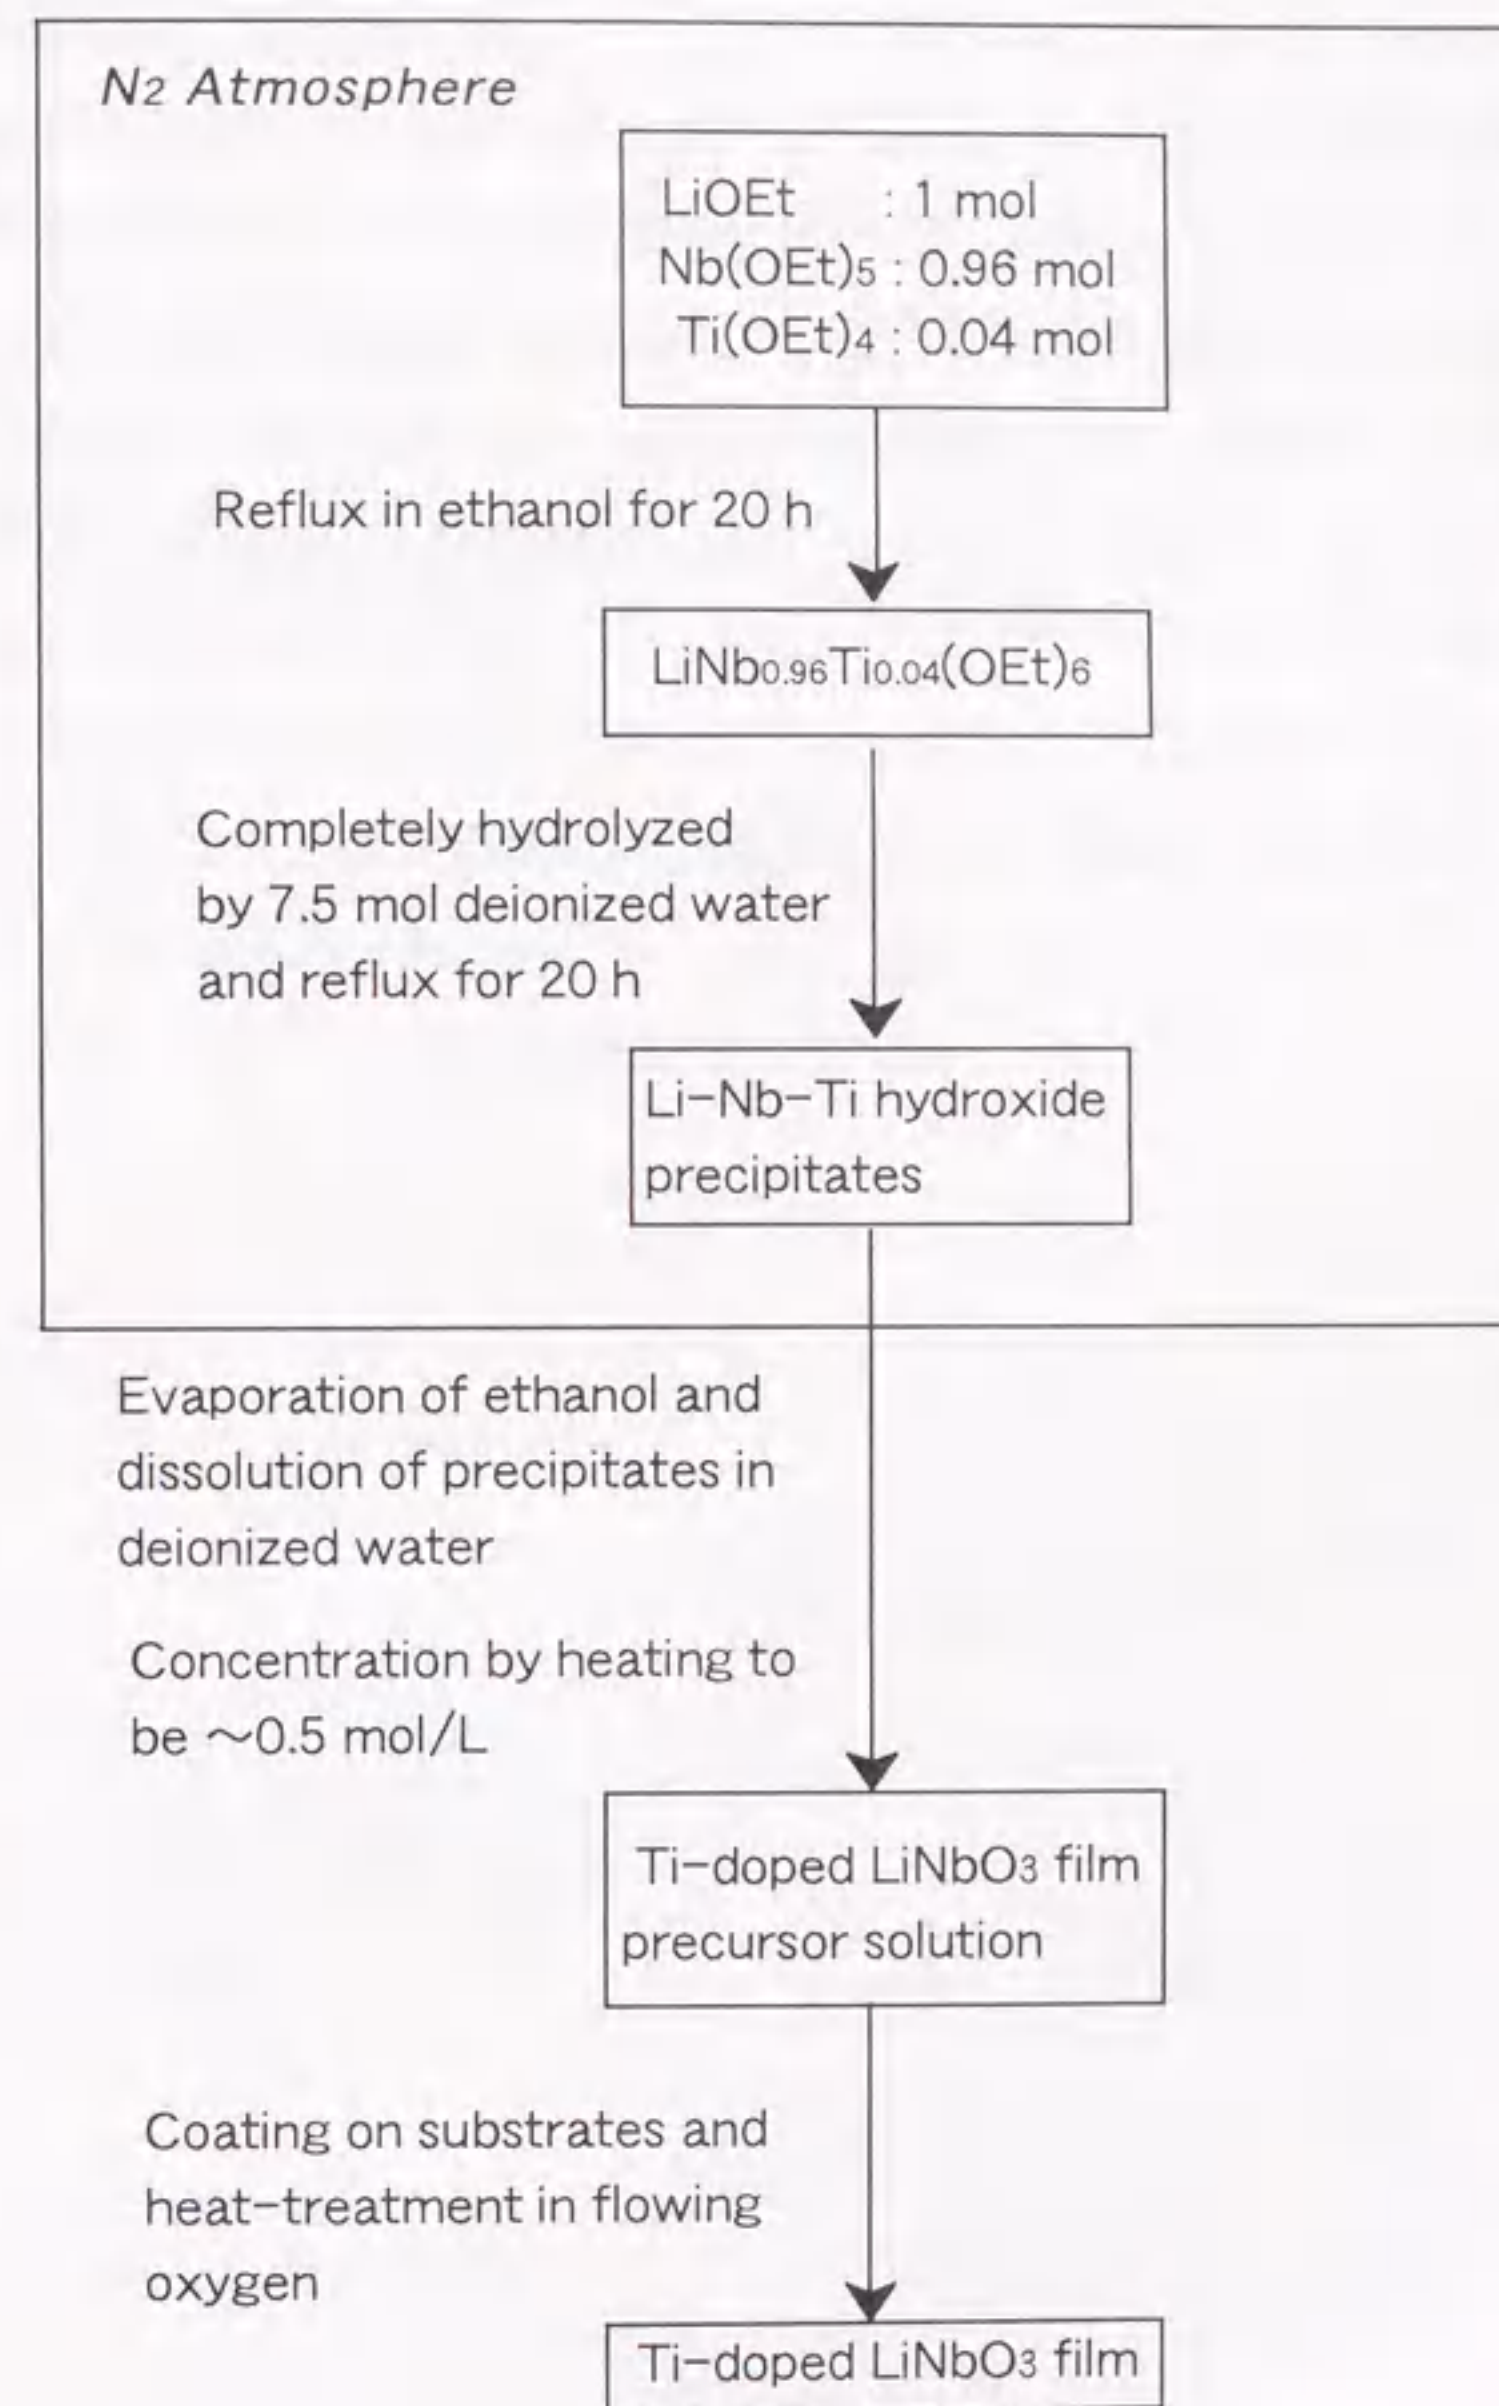 N2 Atmosphere
LiOEt : 1 mol
Nb(OEt)5 : 0.96 mol
Ti(OEt)4 : 0.04 mol
Reflux in ethanol for 20 h
LiNb0.96Ti0.04(OEt)6
Completely hydrolyzed
by 7.5 mol deionized water
and reflux for 20 h
Li-Nb-Ti hydroxide
precipitates
Evaporation of ethanol and
dissolution of precipitates in
deionized water
Concentration by heating to
be ~0.5 mol/L
Ti-doped LiNbO3 film
precursor solution
Coating on substrates and
heat-treatment in flowing
oxygen
Ti-doped LiNbO3 film